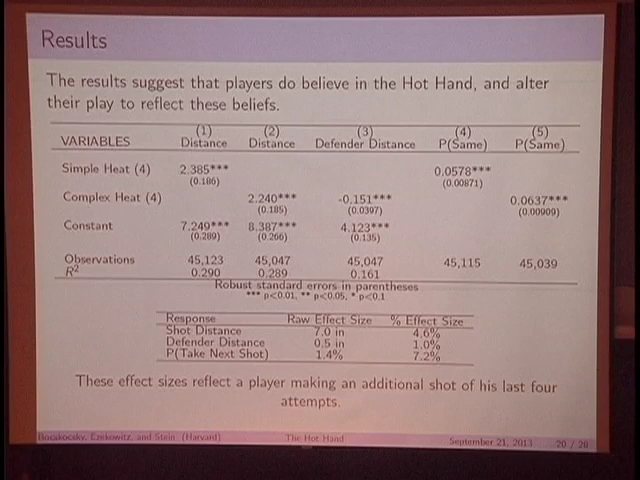 Results
The results suggest that players do believe in the Hot Hand, and alter
their play to reflect these beliefs.
(1) (2) (3) (4) (5)
VARIABLES Distance Distance Defender Distance P(Same) P(Same)
Simple Heat (4) 2.385*** 0.0578***
(0.186) (0.00871)
Complex Heat (4) 2.240*** -0.151*** 0.0637***
(0.185) (0.0397) (0.00909)
Constant 7.249*** 8.387*** 4.123***
(0.289) (0.266) (0.135)
Observations 45,123 45,047 45,047 45,115 45,039
R² 0.290 0.289 0.161
Robust standard errors in parentheses
*** p<0.01, ** p<0.05, * p<0.1
Response Raw Effect Size % Effect Size
Shot Distance 7.0 in 4.6%
Defender Distance 0.5 in 1.0%
P(Take Next Shot) 1.4% 7.2%
These effect sizes reflect a player making an additional shot of his last four
attempts.
Bocskocsky, Ezekowitz, and Stein (Harvard) The Hot Hand September 21, 2013 20 / 26